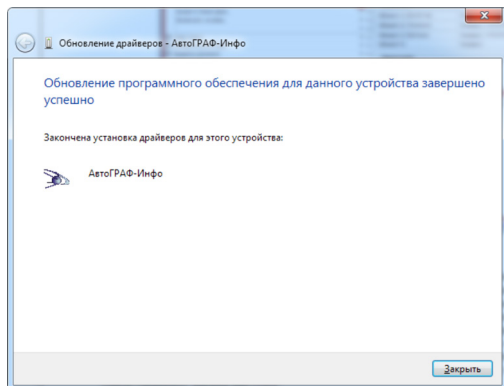 Обновление драйверов - АвтоГРАФ-Инфо
Обновление программного обеспечения для данного устройства завершено
успешно
Закончена установка драйверов для этого устройства:
АвтоГРАФ-Инфо
Закрыть